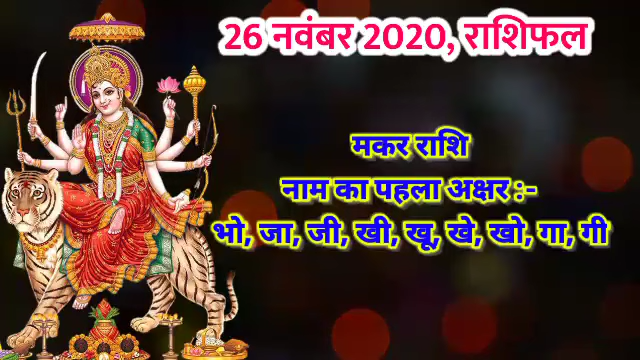 26 नवंबर 2020, राशिफल
मकर राशि
नाम का पहला अक्षर :-
भो, जा, जी, खी, खू, खे, खो, गा, गी